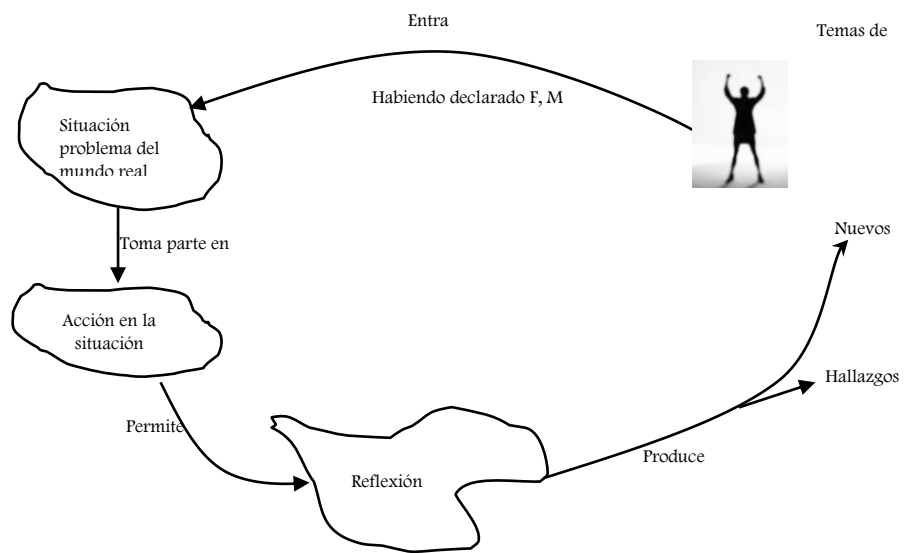 Entra
Temas de
Habiendo declarado F, M
Situación
problema del
mundo real
Toma parte en
Nuevos
Acción en la
situación
Hallazgos
Permite
Produce
Reflexión